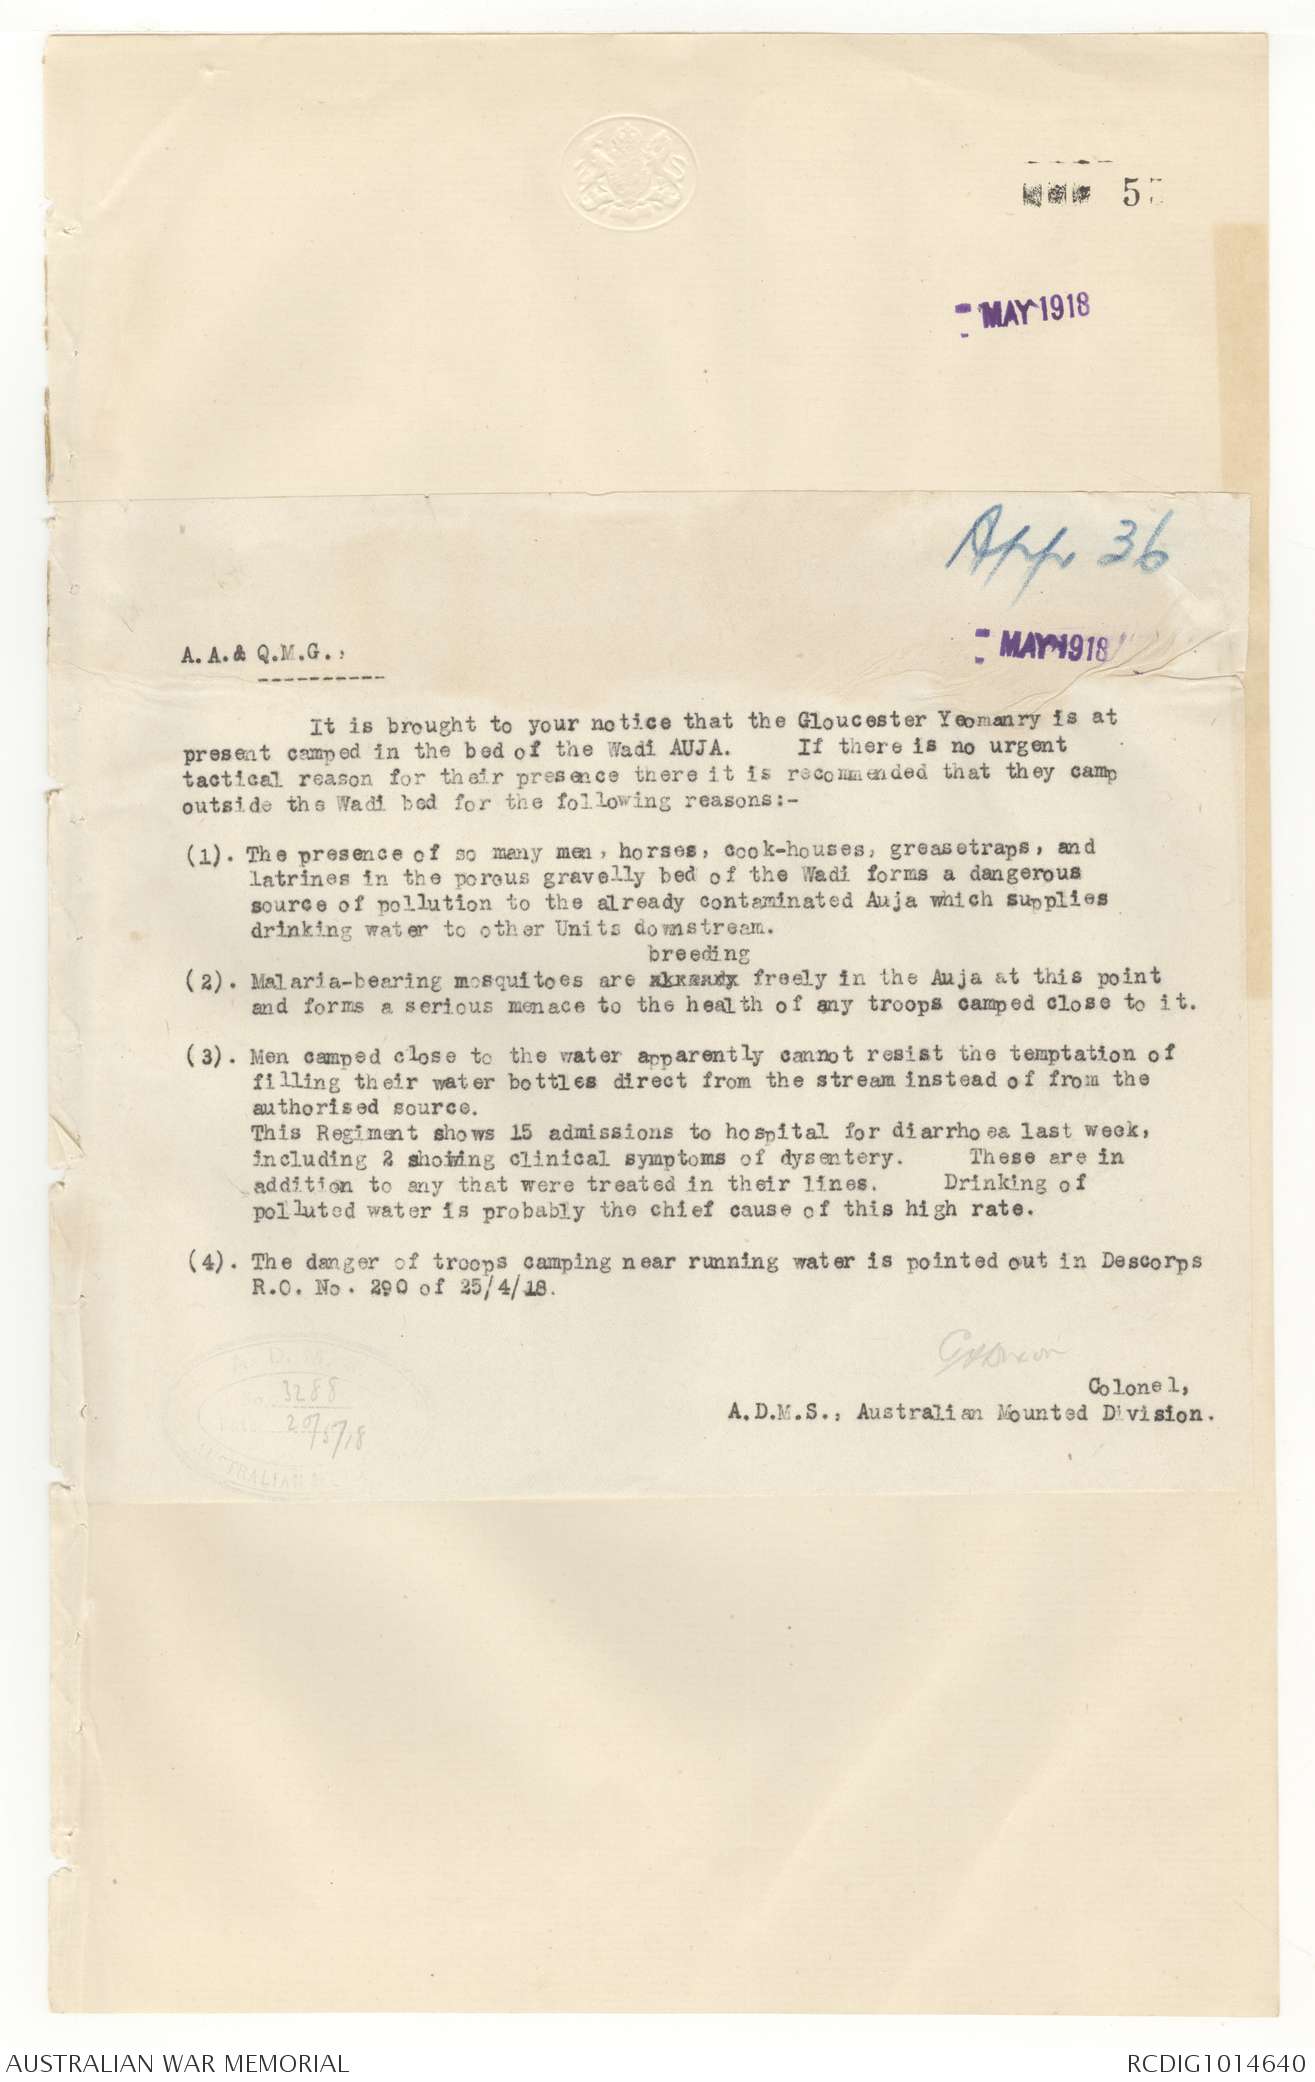 5
MAY 1918
App 36
MAY 1918
A. A. & Q.M.G.,
It is brought to your notice that the Gloucester Yeomanry is at
present camped in the bed of the Wadi AUJA. If there is no urgent
tactical reason for their presence there it is recommended that they camp
outside the Wadi bed for the following reasons:-
(1). The presence of so many men, horses, cook-houses, greasetraps, and
latrines in the porous gravelly bed of the Wadi forms a dangerous
source of pollution to the already contaminated Auja which supplies
drinking water to other Units downstream.
breeding
(2). Malaria-bearing mosquitoes are freely in the Auja at this point
and forms a serious menace to the health of any troops camped close to it.
(3). Men camped close to the water apparently cannot resist the temptation of
filling their water bottles direct from the stream instead of from the
authorised source.
This Regiment shows 15 admissions to hospital for diarrhoea last week,
including 2 showing clinical symptoms of dysentery. These are in
addition to any that were treated in their lines. Drinking of
polluted water is probably the chief cause of this high rate.
(4). The danger of troops camping near running water is pointed out in Descorps
R.O. No. 290 of 25/4/18.
A. D. M.
3288
20/5/18
Colonel,
A.D.M.S., Australian Mounted Division.
AUSTRALIAN WAR MEMORIAL
RCDIG1014640